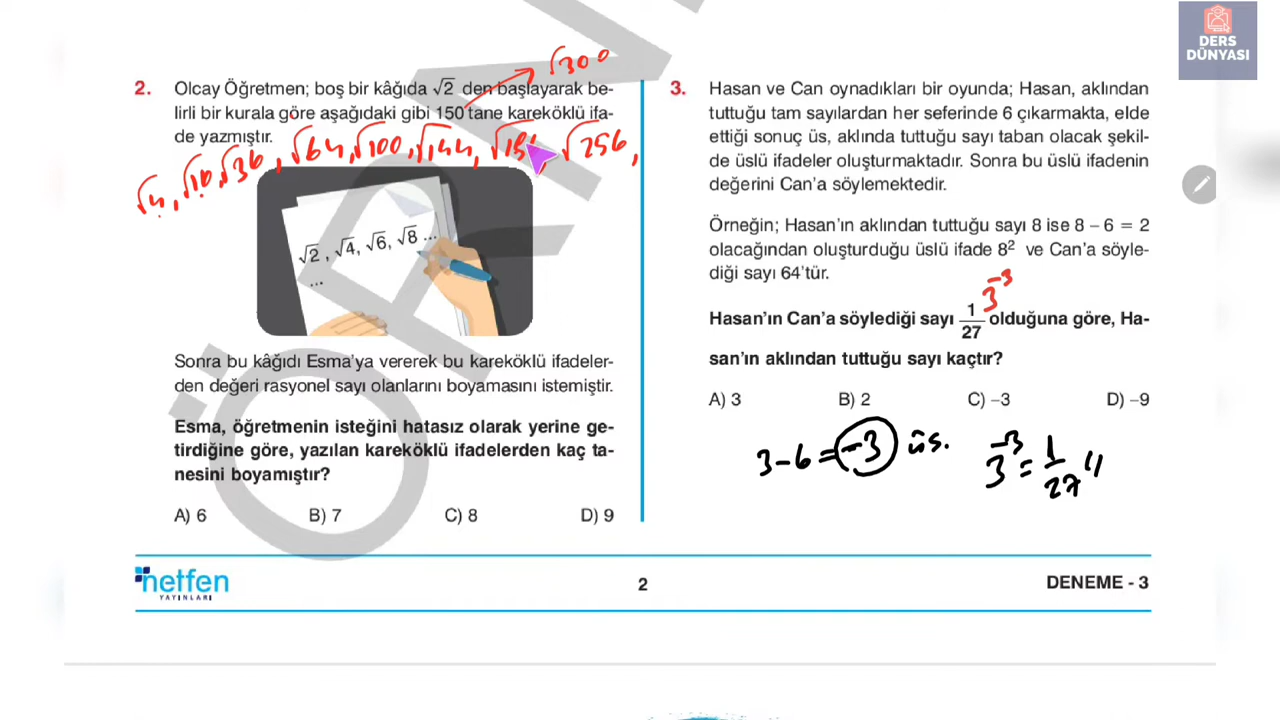 DERS
DÜNYASI
√300
2. Olcay Öğretmen; boş bir kâğıda √2 den başlayarak be-
lirli bir kurala göre aşağıdaki gibi 150 tane kareköklü ifa-
de yazmıştır.
√4, √16, √36, √64, √100, √144, √256,
√2, √4, √6, √8 ...
...
Sonra bu kâğıdı Esma'ya vererek bu kareköklü ifadeler-
den değeri rasyonel sayı olanlarını boyamasını istemiştir.
Esma, öğretmenin isteğini hatasız olarak yerine ge-
tirdiğine göre, yazılan kareköklü ifadelerden kaç ta-
nesini boyamıştır?
A) 6 B) 7 C) 8 D) 9
3. Hasan ve Can oynadıkları bir oyunda; Hasan, aklından
tuttuğu tam sayılardan her seferinde 6 çıkarmakta, elde
ettiği sonuç üs, aklında tuttuğu sayı taban olacak şekil-
de üslü ifadeler oluşturmaktadır. Sonra bu üslü ifadenin
değerini Can'a söylemektedir.
Örneğin; Hasan'ın aklından tuttuğu sayı 8 ise 8 – 6 = 2
olacağından oluşturduğu üslü ifade 8² ve Can'a söyle-
diği sayı 64'tür.
3⁻³
Hasan'ın Can'a söylediği sayı 1/27 olduğuna göre, Ha-
san'ın aklından tuttuğu sayı kaçtır?
A) 3 B) 2 C) –3 D) –9
3-6=-3 üs. 3⁻³=1/27 //
netfen
YAYINLARI
2
DENEME - 3